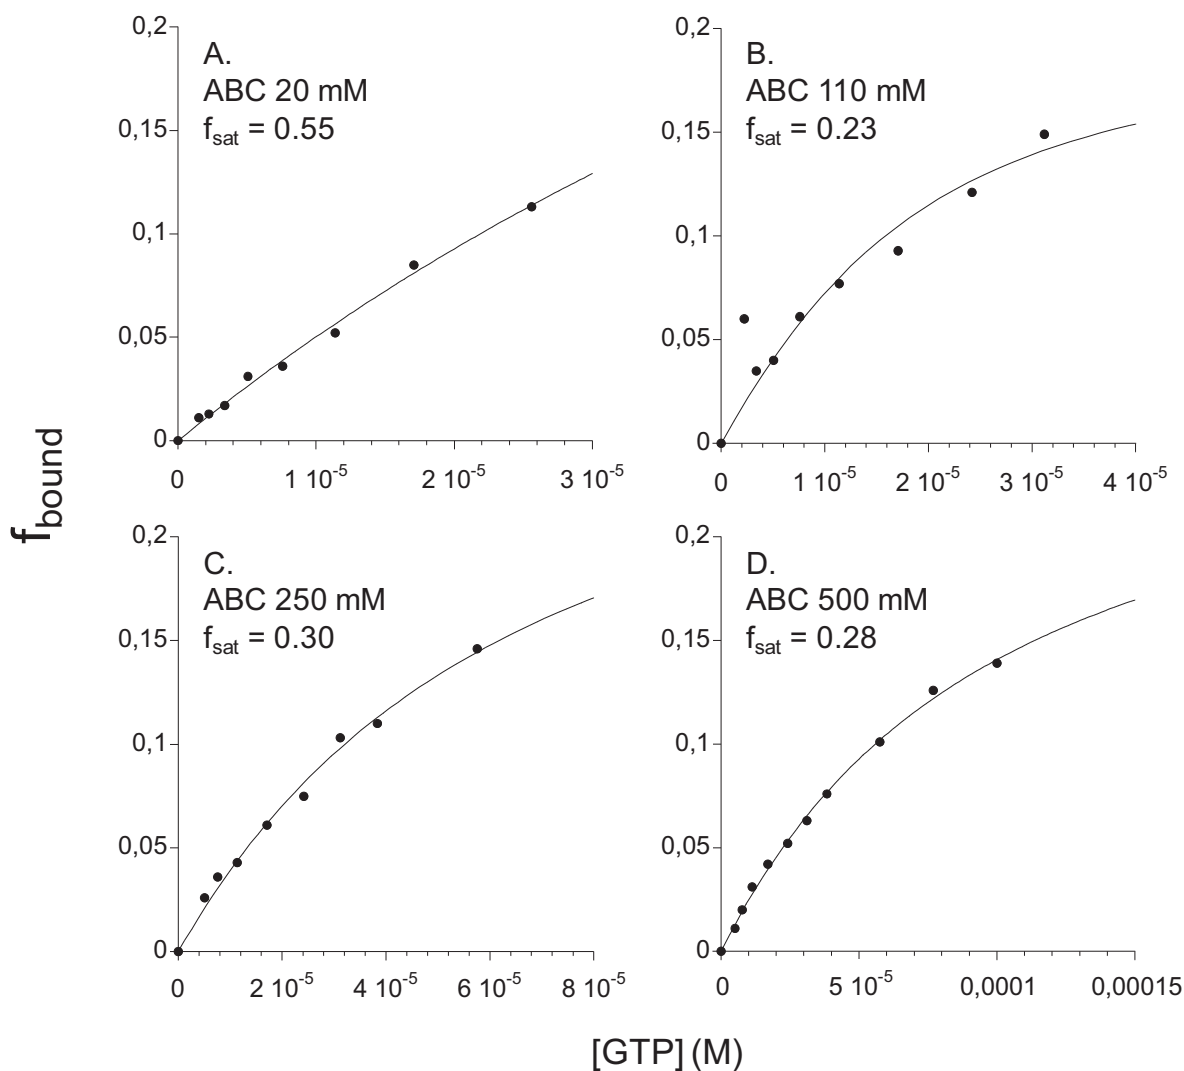 0,2
0,15
0,1
0,05
0
A.
ABC 20 mM
fsat = 0.55
0 1 10-5 2 10-5 3 10-5
0,2
0,15
0,1
0,05
0
B.
ABC 110 mM
fsat = 0.23
0 1 10-5 2 10-5 3 10-5 4 10-5
fbound
0,2
0,15
0,1
0,05
0
C.
ABC 250 mM
fsat = 0.30
0 2 10-5 4 10-5 6 10-5 8 10-5
0,2
0,15
0,1
0,05
0
D.
ABC 500 mM
fsat = 0.28
0 5 10-5 0,0001 0,00015
[GTP] (M)